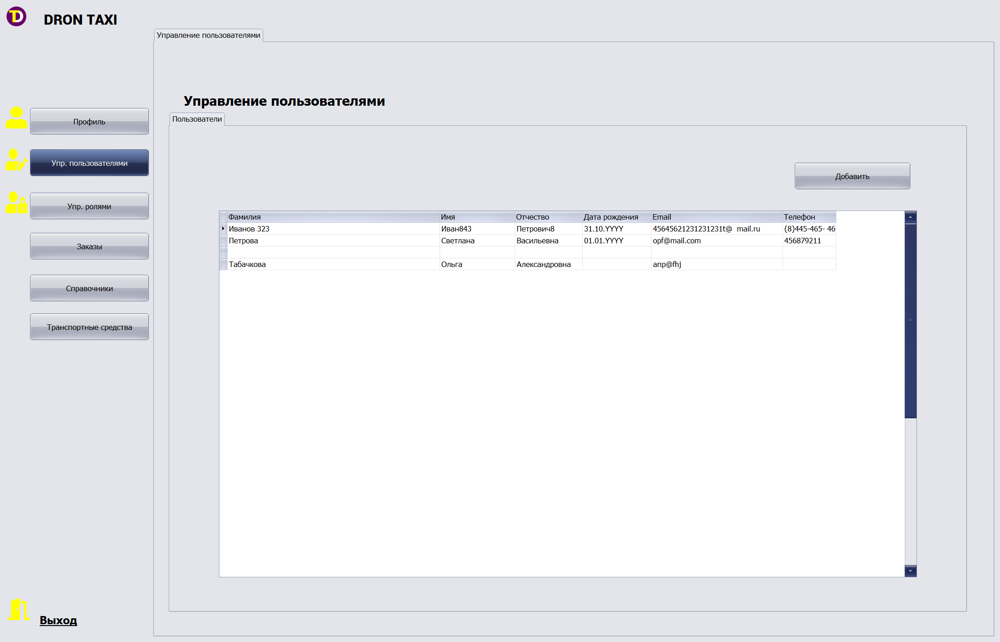 TD
DRON TAXI
Управление пользователями
Управление пользователями
Пользователи
Профиль
Упр. пользователями
Добавить
Упр. ролями
Фамилия Имя Отчество Дата рождения Email Телефон
Иванов 323 Иван843 Петрович8 31.10.YYYY 45645621231231231t@ mail.ru (8)445-465- 46
Петрова Светлана Васильевна 01.01.YYYY opf@mail.com 456879211
Табачкова Ольга Александровна апр@fhj
Заказы
Справочники
Транспортные средства
Выход